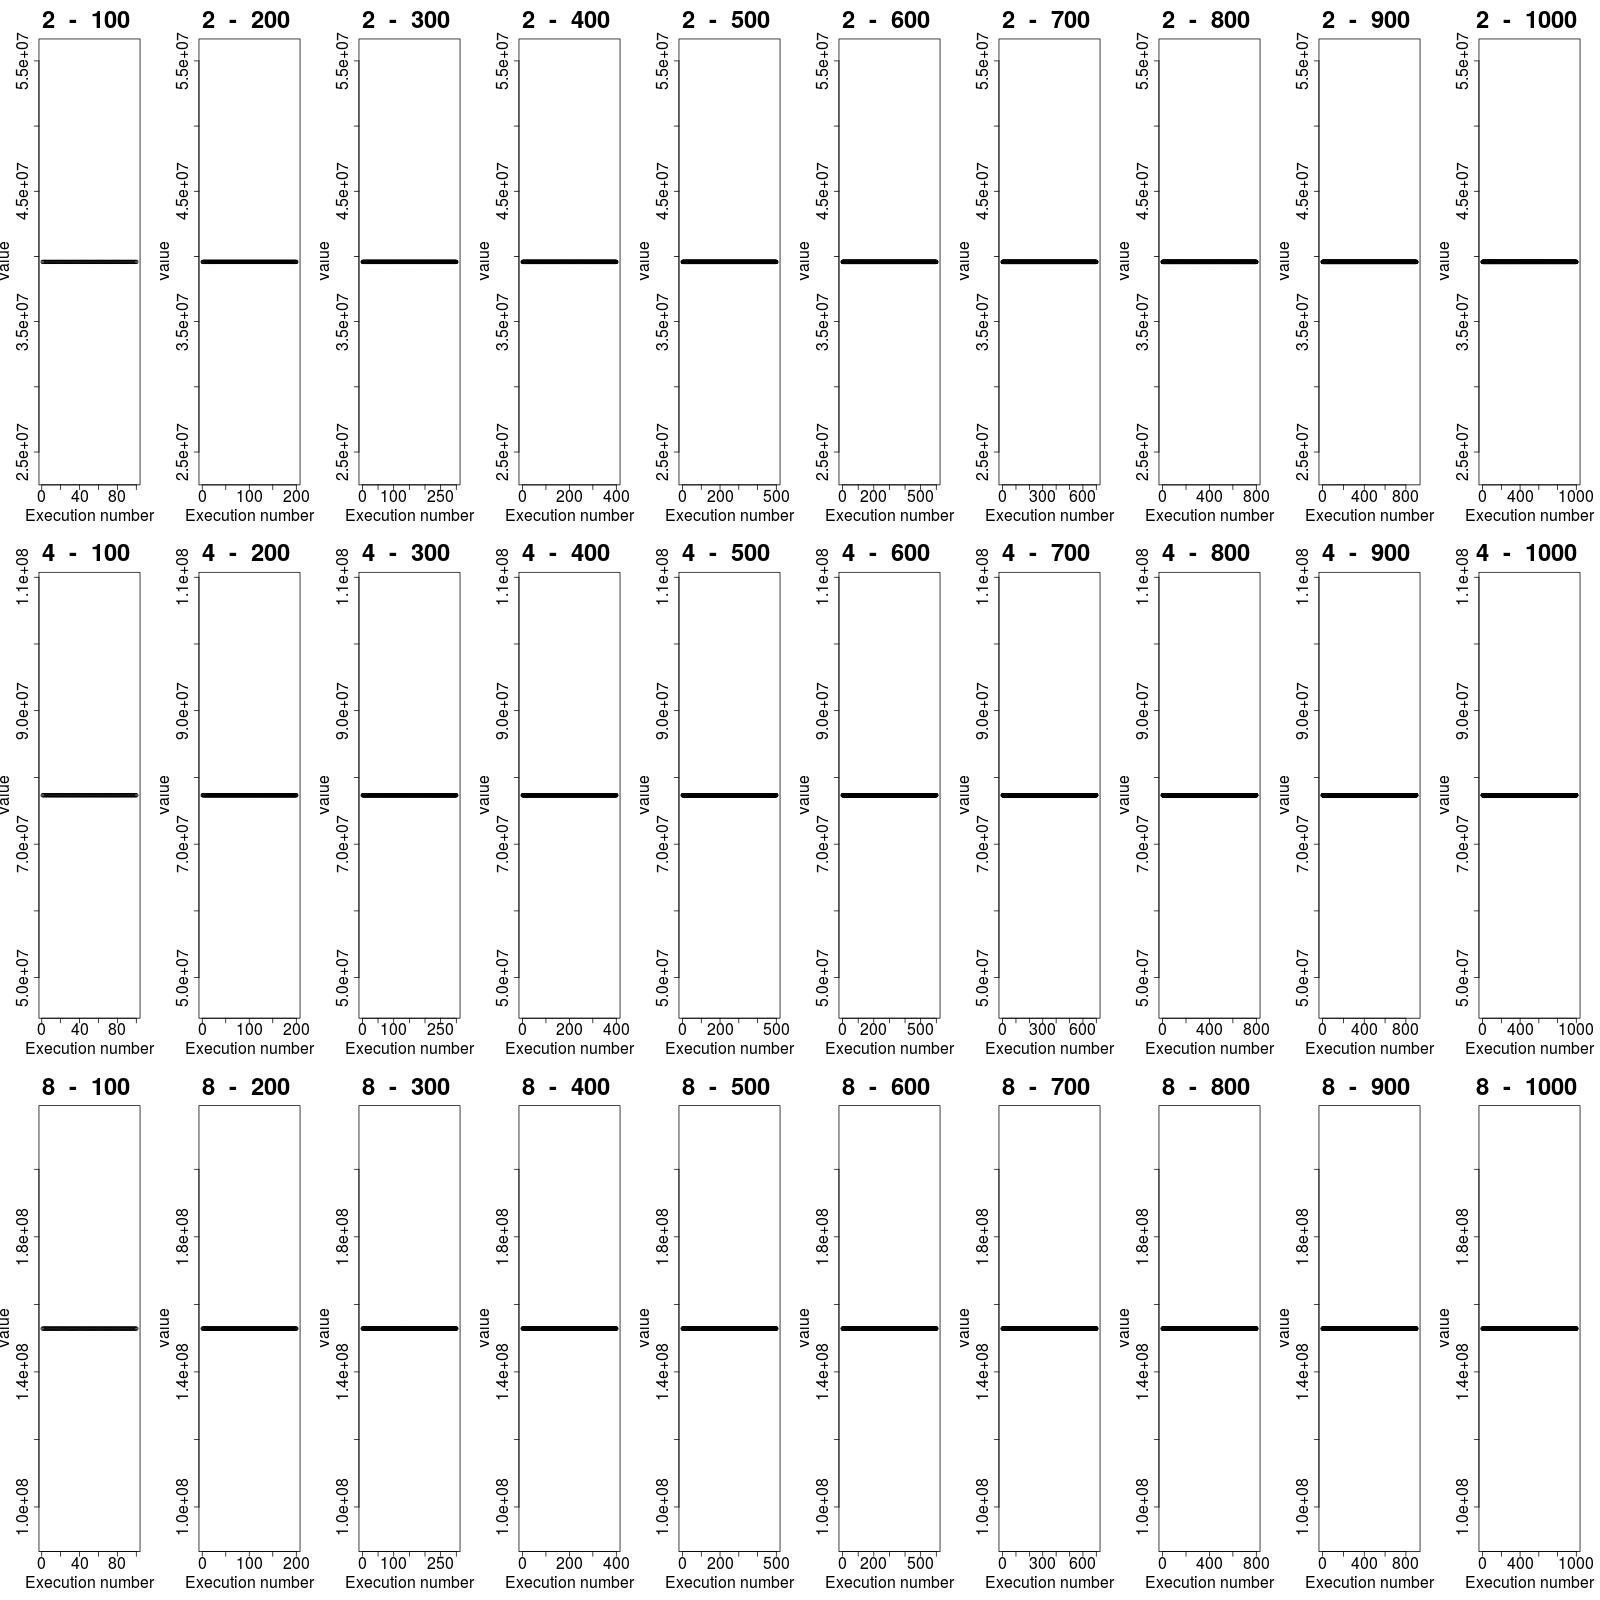 2 - 100 2 - 200 2 - 300 2 - 400 2 - 500 2 - 600 2 - 700 2 - 800 2 - 900 2 - 1000
5.5e+07 5.5e+07 5.5e+07 5.5e+07 5.5e+07 5.5e+07 5.5e+07 5.5e+07 5.5e+07 5.5e+07
4.5e+07 4.5e+07 4.5e+07 4.5e+07 4.5e+07 4.5e+07 4.5e+07 4.5e+07 4.5e+07 4.5e+07
value value value value value value value value value value
3.5e+07 3.5e+07 3.5e+07 3.5e+07 3.5e+07 3.5e+07 3.5e+07 3.5e+07 3.5e+07 3.5e+07
2.5e+07 2.5e+07 2.5e+07 2.5e+07 2.5e+07 2.5e+07 2.5e+07 2.5e+07 2.5e+07 2.5e+07
0 40 80 0 100 200 0 100 250 0 200 400 0 200 500 0 200 500 0 300 600 0 400 800 0 400 800 0 400 1000
Execution number Execution number Execution number Execution number Execution number Execution number Execution number Execution number Execution number Execution number
4 - 100 4 - 200 4 - 300 4 - 400 4 - 500 4 - 600 4 - 700 4 - 800 4 - 900 4 - 1000
1.1e+08 1.1e+08 1.1e+08 1.1e+08 1.1e+08 1.1e+08 1.1e+08 1.1e+08 1.1e+08 1.1e+08
9.0e+07 9.0e+07 9.0e+07 9.0e+07 9.0e+07 9.0e+07 9.0e+07 9.0e+07 9.0e+07 9.0e+07
value value value value value value value value value value
7.0e+07 7.0e+07 7.0e+07 7.0e+07 7.0e+07 7.0e+07 7.0e+07 7.0e+07 7.0e+07 7.0e+07
5.0e+07 5.0e+07 5.0e+07 5.0e+07 5.0e+07 5.0e+07 5.0e+07 5.0e+07 5.0e+07 5.0e+07
0 40 80 0 100 200 0 100 250 0 200 400 0 200 500 0 200 500 0 300 600 0 400 800 0 400 800 0 400 1000
Execution number Execution number Execution number Execution number Execution number Execution number Execution number Execution number Execution number Execution number
8 - 100 8 - 200 8 - 300 8 - 400 8 - 500 8 - 600 8 - 700 8 - 800 8 - 900 8 - 1000
1.8e+08 1.8e+08 1.8e+08 1.8e+08 1.8e+08 1.8e+08 1.8e+08 1.8e+08 1.8e+08 1.8e+08
value value value value value value value value value value
1.4e+08 1.4e+08 1.4e+08 1.4e+08 1.4e+08 1.4e+08 1.4e+08 1.4e+08 1.4e+08 1.4e+08
1.0e+08 1.0e+08 1.0e+08 1.0e+08 1.0e+08 1.0e+08 1.0e+08 1.0e+08 1.0e+08 1.0e+08
0 40 80 0 100 200 0 100 250 0 200 400 0 200 500 0 200 500 0 300 600 0 400 800 0 400 800 0 400 1000
Execution number Execution number Execution number Execution number Execution number Execution number Execution number Execution number Execution number Execution number